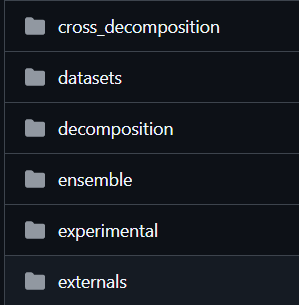 cross_decomposition
datasets
decomposition
ensemble
experimental
externals